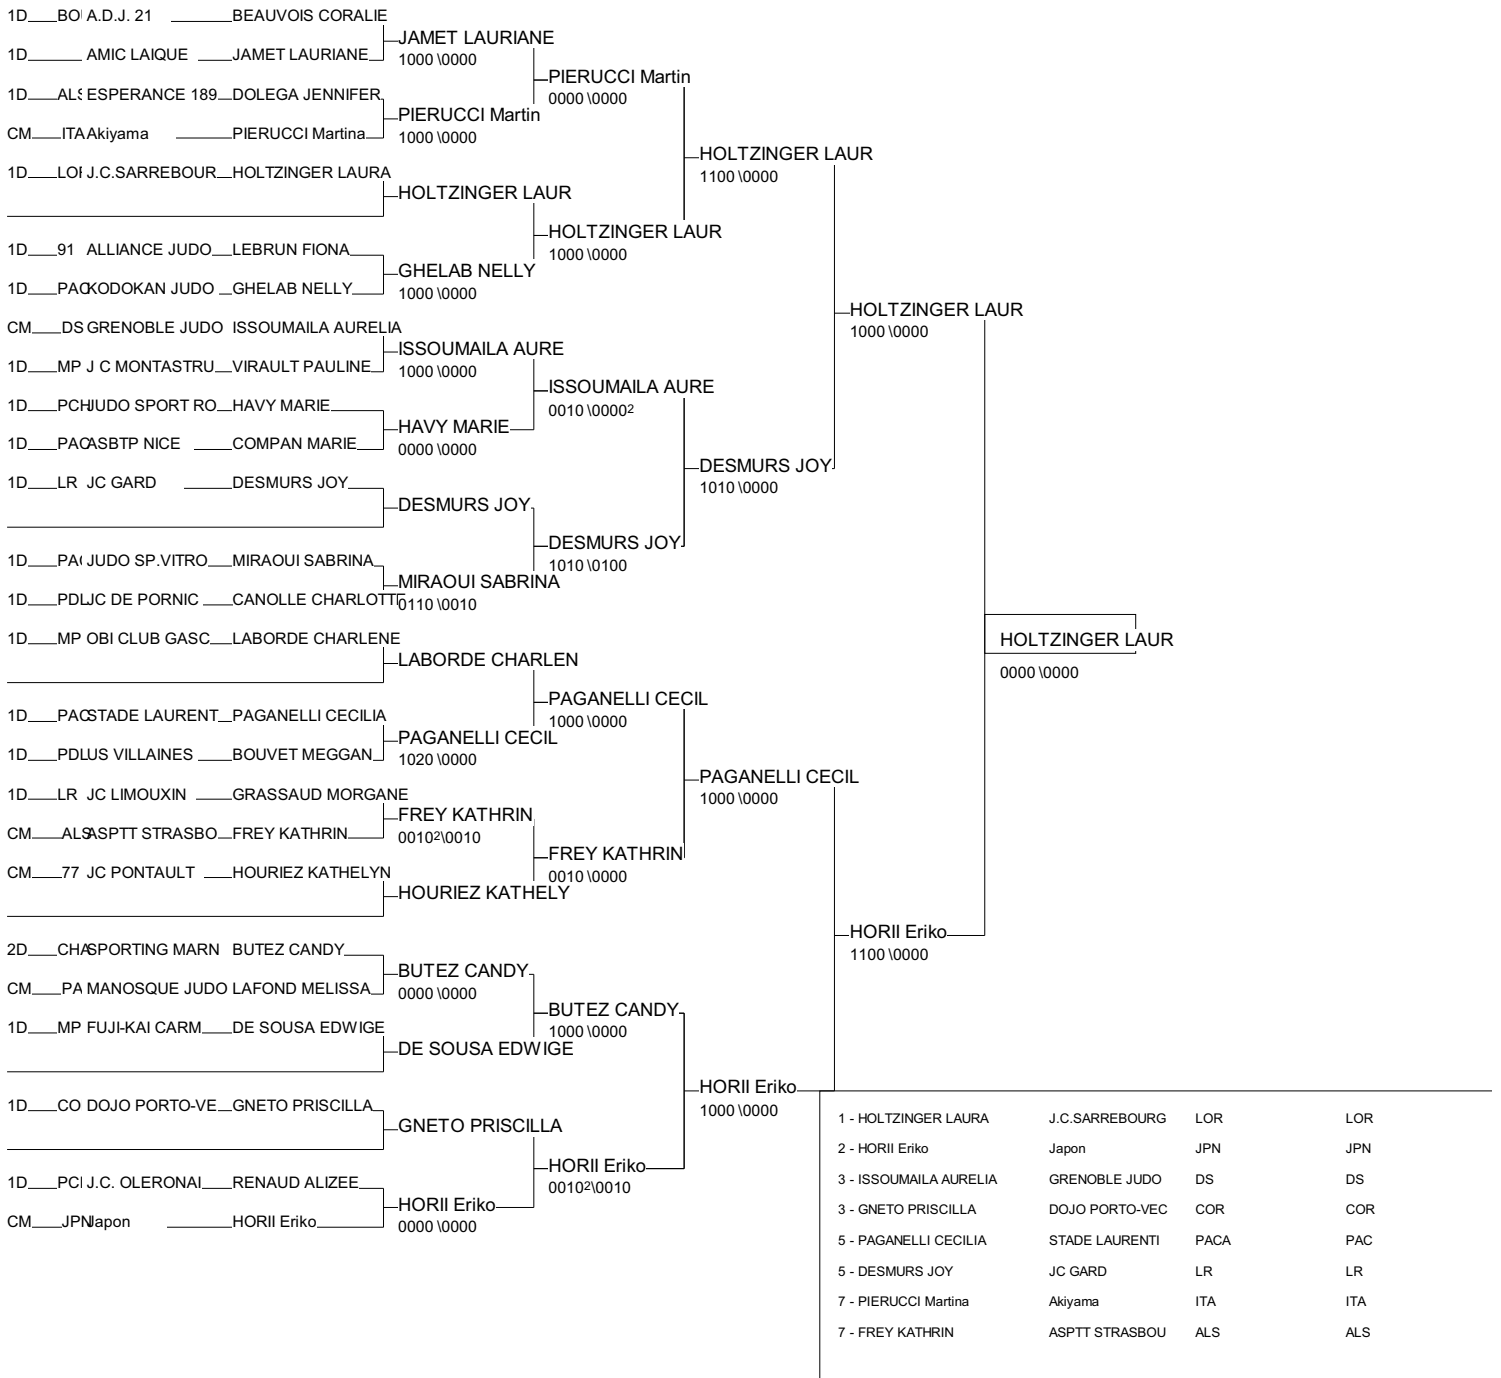 1D BO A.D.J. 21 BEAUVOIS CORALIE
JAMET LAURIANE
1000 \0000
1D AMIC LAIQUE JAMET LAURIANE
PIERUCCI Martin
0000 \0000
1D ALS ESPERANCE 189 DOLEGA JENNIFER
PIERUCCI Martin
1000 \0000
CM ITA Akiyama PIERUCCI Martina
HOLTZINGER LAUR
1100 \0000
1D LOR J.C.SARREBOUR HOLTZINGER LAURA
HOLTZINGER LAUR
HOLTZINGER LAUR
1000 \0000
1D 91 ALLIANCE JUDO LEBRUN FIONA
GHELAB NELLY
1000 \0000
1D PAC KODOKAN JUDO GHELAB NELLY
HOLTZINGER LAUR
1000 \0000
CM DS GRENOBLE JUDO ISSOUMAILA AURELIA
ISSOUMAILA AURE
1000 \0000
1D MP J C MONTASTRU VIRAULT PAULINE
ISSOUMAILA AURE
0010 \0000²
1D PCH JUDO SPORT RO HAVY MARIE
HAVY MARIE
0000 \0000
1D PAC ASBTP NICE COMPAN MARIE
DESMURS JOY
1010 \0000
1D LR JC GARD DESMURS JOY
DESMURS JOY
DESMURS JOY
1010 \0100
1D PAC JUDO SP.VITRO MIRAOUI SABRINA
MIRAOUI SABRINA
0110 \0010
1D PDL JC DE PORNIC CANOLLE CHARLOTT
1D MP OBI CLUB GASC LABORDE CHARLENE
HOLTZINGER LAUR
0000 \0000
LABORDE CHARLEN
PAGANELLI CECIL
1000 \0000
1D PAC STADE LAURENT PAGANELLI CECILIA
PAGANELLI CECIL
1020 \0000
1D PDL US VILLAINES BOUVET MEGGAN
PAGANELLI CECIL
1000 \0000
1D LR JC LIMOUXIN GRASSAUD MORGANE
FREY KATHRIN
0010²\0010
CM ALS ASPTT STRASBO FREY KATHRIN
FREY KATHRIN
0010 \0000
CM 77 JC PONTAULT HOURIEZ KATHELYN
HOURIEZ KATHELY
HORII Eriko
1100 \0000
2D CHA SPORTING MARN BUTEZ CANDY
BUTEZ CANDY
0000 \0000
CM PA MANOSQUE JUDO LAFOND MELISSA
BUTEZ CANDY
1000 \0000
1D MP FUJI-KAI CARM DE SOUSA EDWIGE
DE SOUSA EDWIGE
HORII Eriko
1000 \0000
1D CO DOJO PORTO-VE GNETO PRISCILLA
GNETO PRISCILLA
HORII Eriko
0010²\0010
1D PC J.C. OLERONAI RENAUD ALIZEE
HORII Eriko
0000 \0000
CM JPN Japon HORII Eriko
1 - HOLTZINGER LAURA J.C.SARREBOURG LOR LOR
2 - HORII Eriko Japon JPN JPN
3 - ISSOUMAILA AURELIA GRENOBLE JUDO DS DS
3 - GNETO PRISCILLA DOJO PORTO-VEC COR COR
5 - PAGANELLI CECILIA STADE LAURENTI PACA PAC
5 - DESMURS JOY JC GARD LR LR
7 - PIERUCCI Martina Akiyama ITA ITA
7 - FREY KATHRIN ASPTT STRASBOU ALS ALS